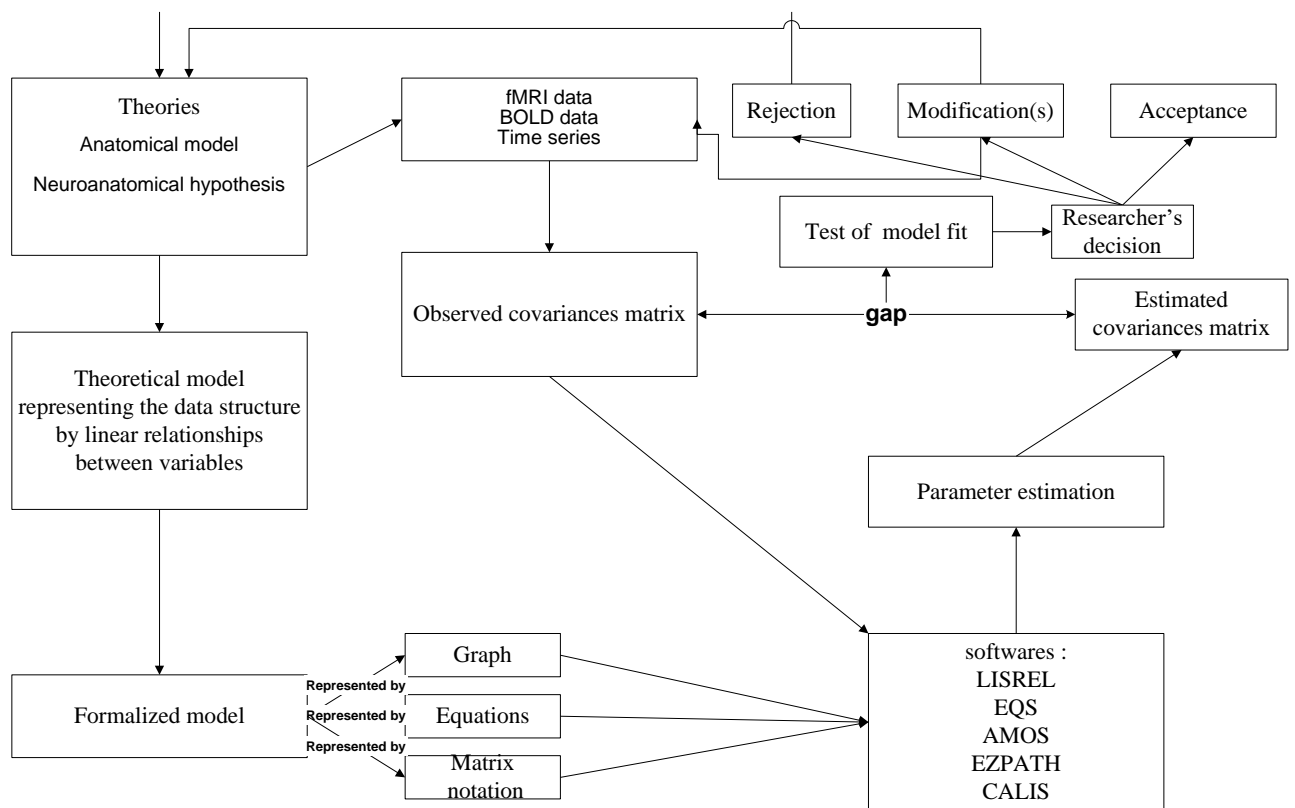 Theories
Anatomical model
Neuroanatomical hypothesis
fMRI data
BOLD data
Time series
Rejection
Modification(s)
Acceptance
Test of model fit
Researcher's
decision
Observed covariances matrix
gap
Estimated
covariances matrix
Theoretical model
representing the data structure
by linear relationships
between variables
Parameter estimation
Formalized model
Represented by
Represented by
Represented by
Graph
Equations
Matrix
notation
softwares :
LISREL
EQS
AMOS
EZPATH
CALIS